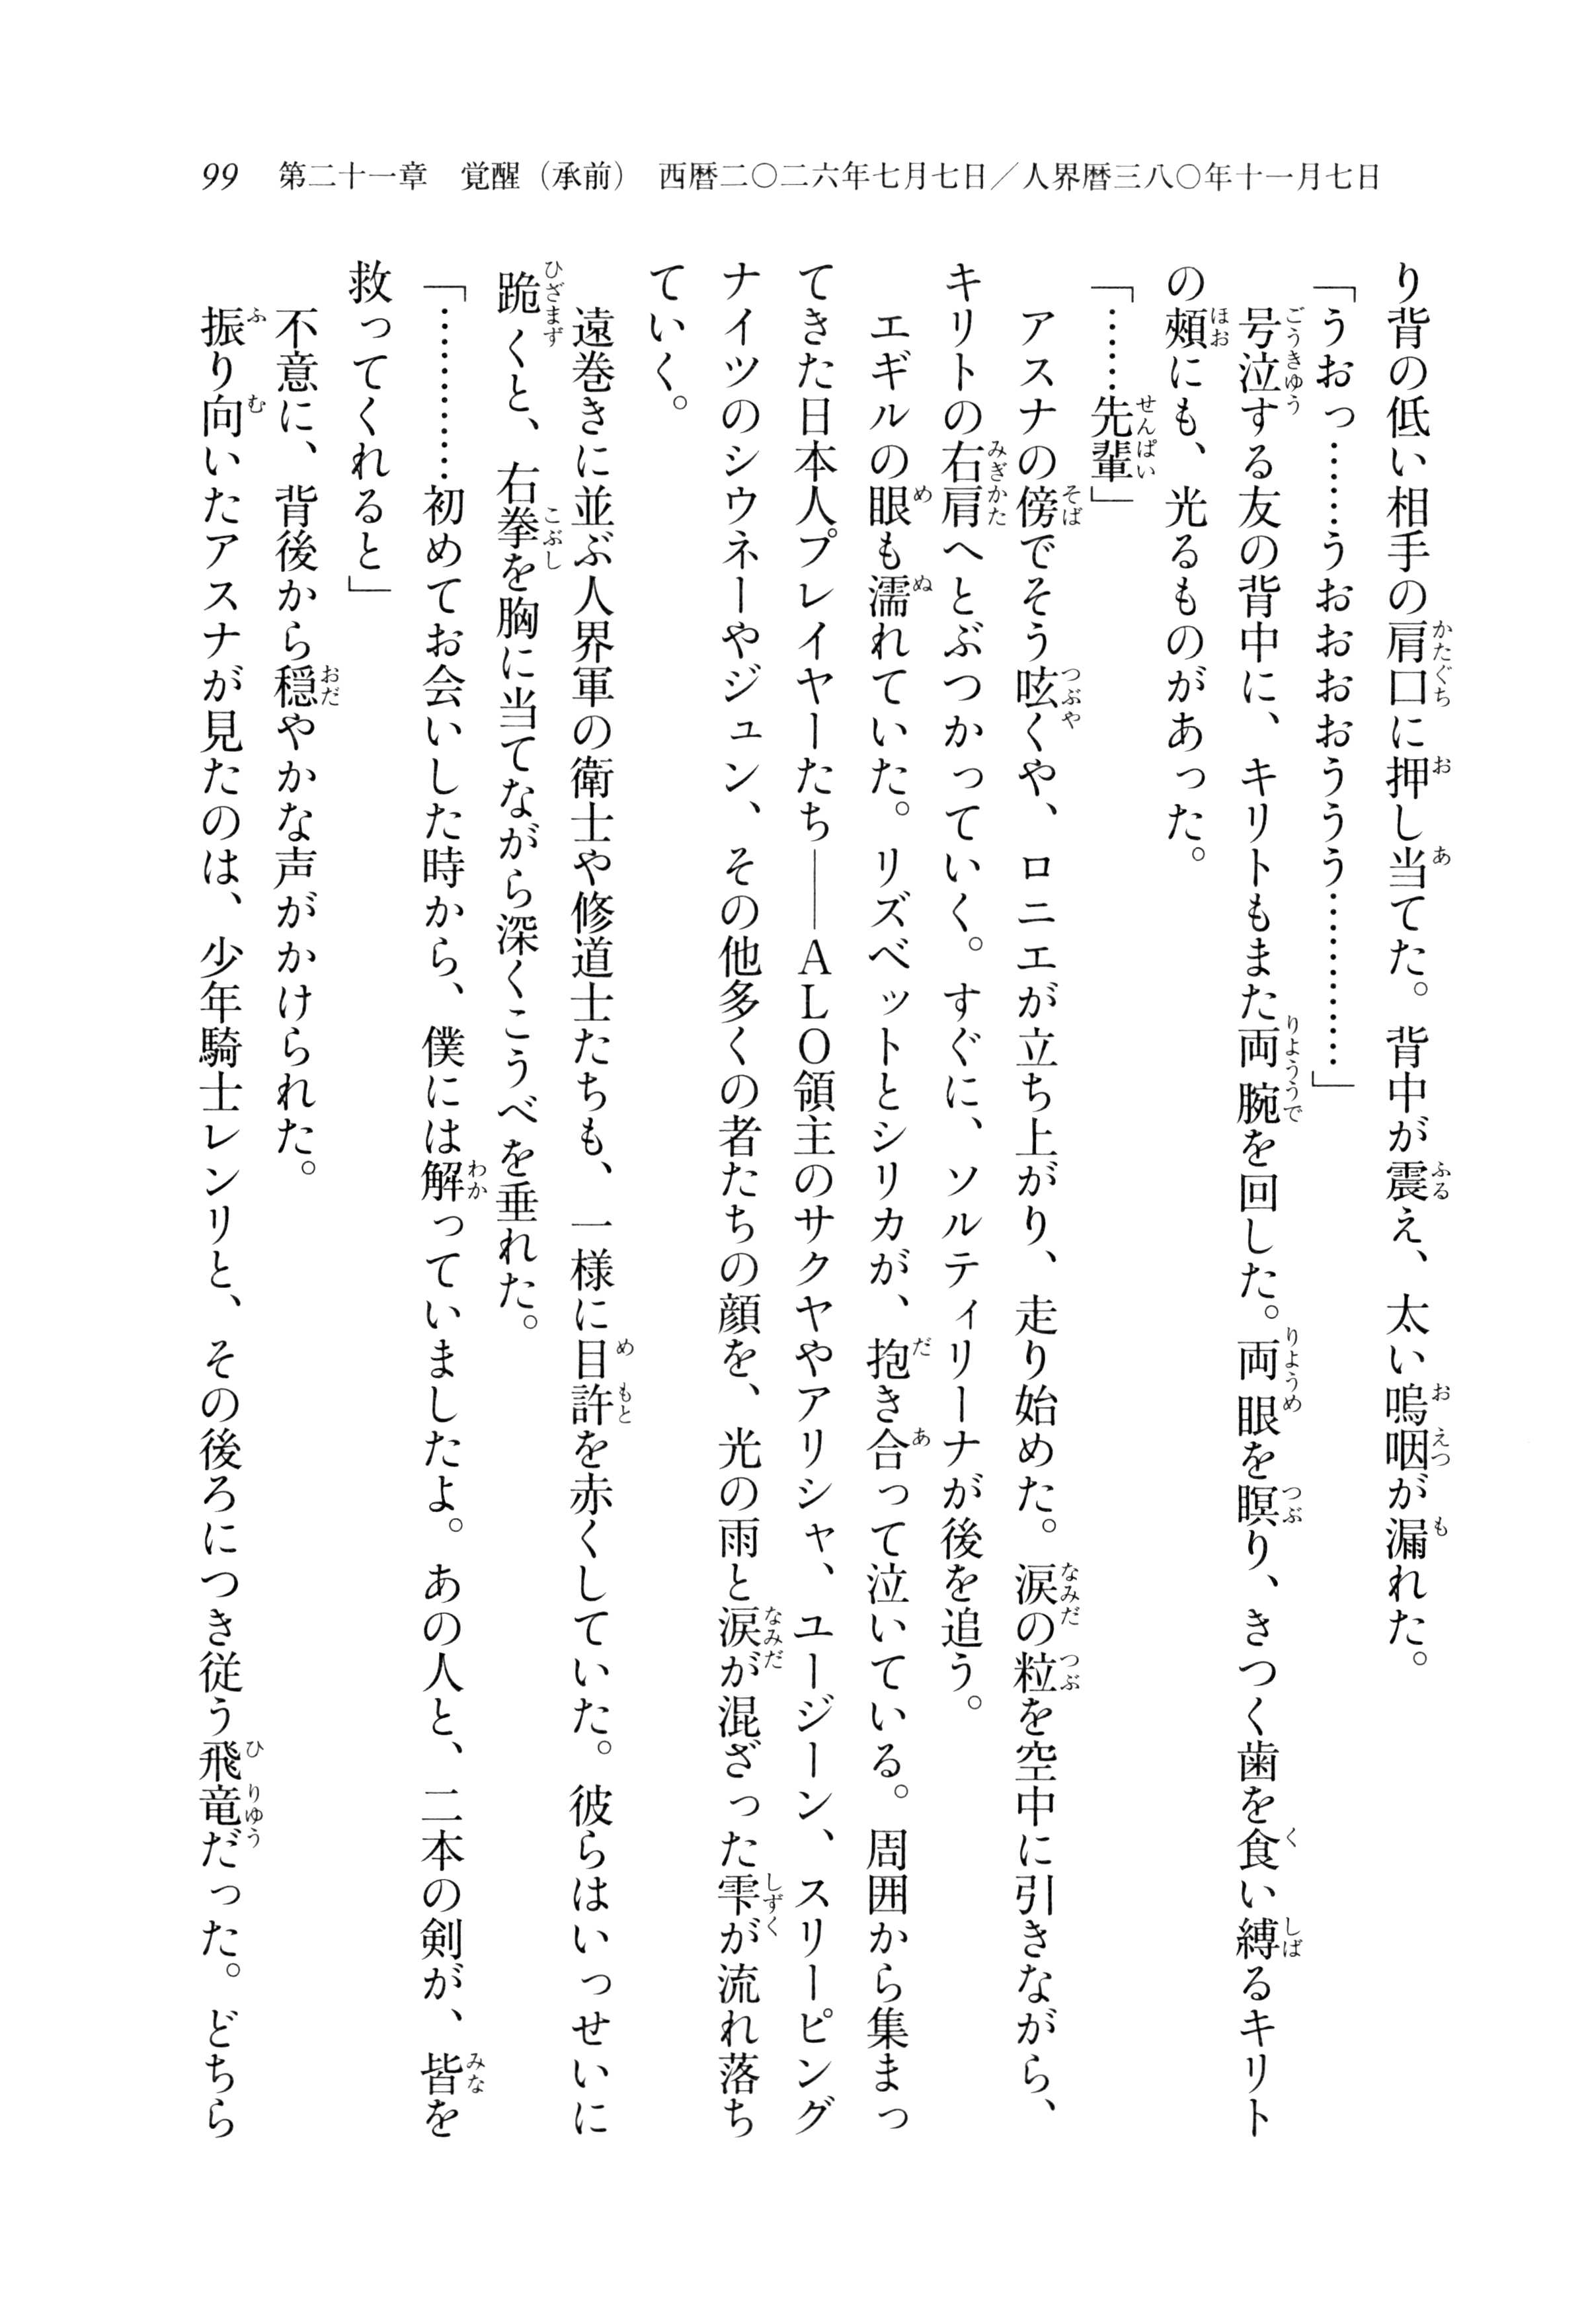 99　第二十一章　覚醒（承前）　西暦二〇二六年七月七日／人界暦三八〇年十一月七日
り背の低い相手の肩口に押し当てた。背中が震え、太い嗚咽が漏れた。
「うおっ……うおおおおううう…………」
　号泣する友の背中に、キリトもまた両腕を回した。両眼を瞑り、きつく歯を食い縛るキリト
の頰にも、光るものがあった。
「……先輩」
　アスナの傍でそう呟くや、ロニエが立ち上がり、走り始めた。涙の粒を空中に引きながら、
キリトの右肩へとぶつかっていく。すぐに、ソルティリーナが後を追う。
　エギルの眼も濡れていた。リズベットとシリカが、抱き合って泣いている。周囲から集まっ
てきた日本人プレイヤーたち――ＡＬＯ領主のサクヤやアリシャ、ユージーン、スリーピング
ナイツのシウネーやジュン、その他多くの者たちの顔を、光の雨と涙が混ざった雫が流れ落ち
ていく。
　遠巻きに並ぶ人界軍の衛士や修道士たちも、一様に目許を赤くしていた。彼らはいっせいに
跪くと、右拳を胸に当てながら深くこうべを垂れた。
「…………初めてお会いした時から、僕には解っていましたよ。あの人と、二本の剣が、皆を
救ってくれると」
　不意に、背後から穏やかな声がかけられた。
　振り向いたアスナが見たのは、少年騎士レンリと、その後ろにつき従う飛竜だった。どちら